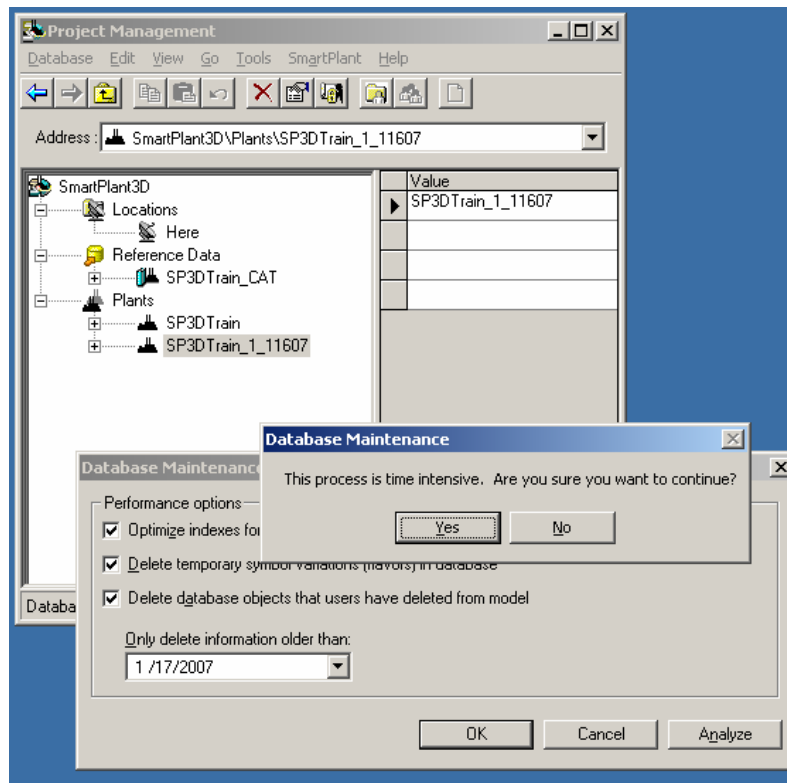 Project Management
Database Edit View Go Tools SmartPlant Help
Address : SmartPlant3D\Plants\SP3DTrain_1_11607
SmartPlant3D
Locations
Here
Reference Data
SP3DTrain_CAT
Plants
SP3DTrain
SP3DTrain_1_11607
Value
SP3DTrain_1_11607
Databa
Database Maintenance
This process is time intensive. Are you sure you want to continue?
Yes No
Database Maintenance
Performance options
Optimize indexes for
Delete temporary symbol variations (flavors) in database
Delete database objects that users have deleted from model
Only delete information older than:
1 /17/2007
OK Cancel Analyze